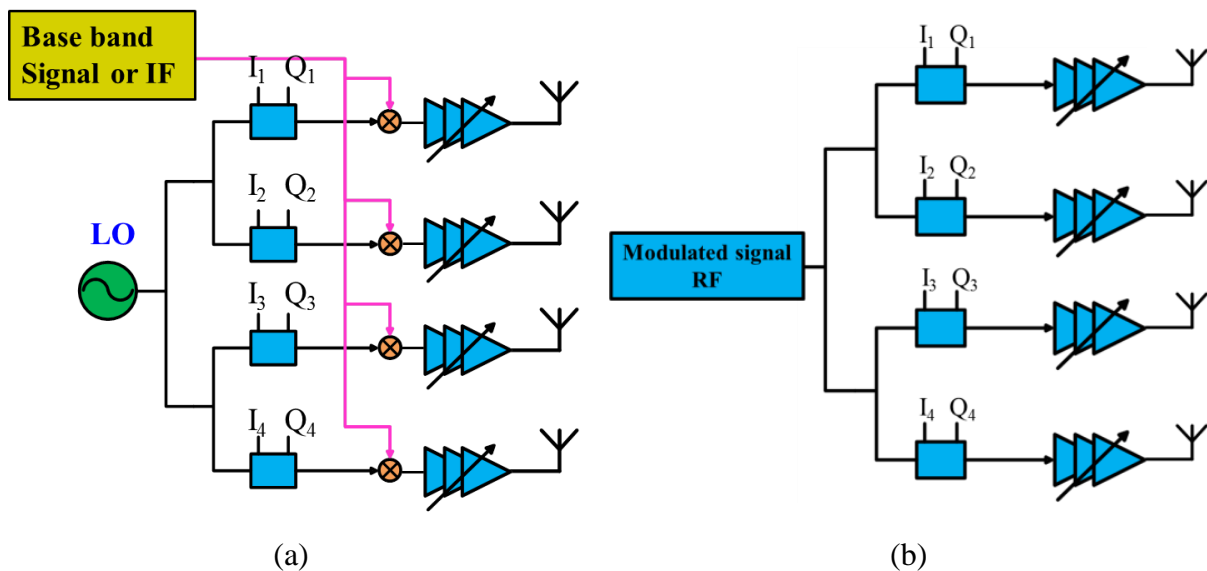 Base band
Signal or IF
I₁ Q₁
I₂ Q₂
LO
I₃ Q₃
I₄ Q₄
(a)
I₁ Q₁
I₂ Q₂
Modulated signal
RF
I₃ Q₃
I₄ Q₄
(b)